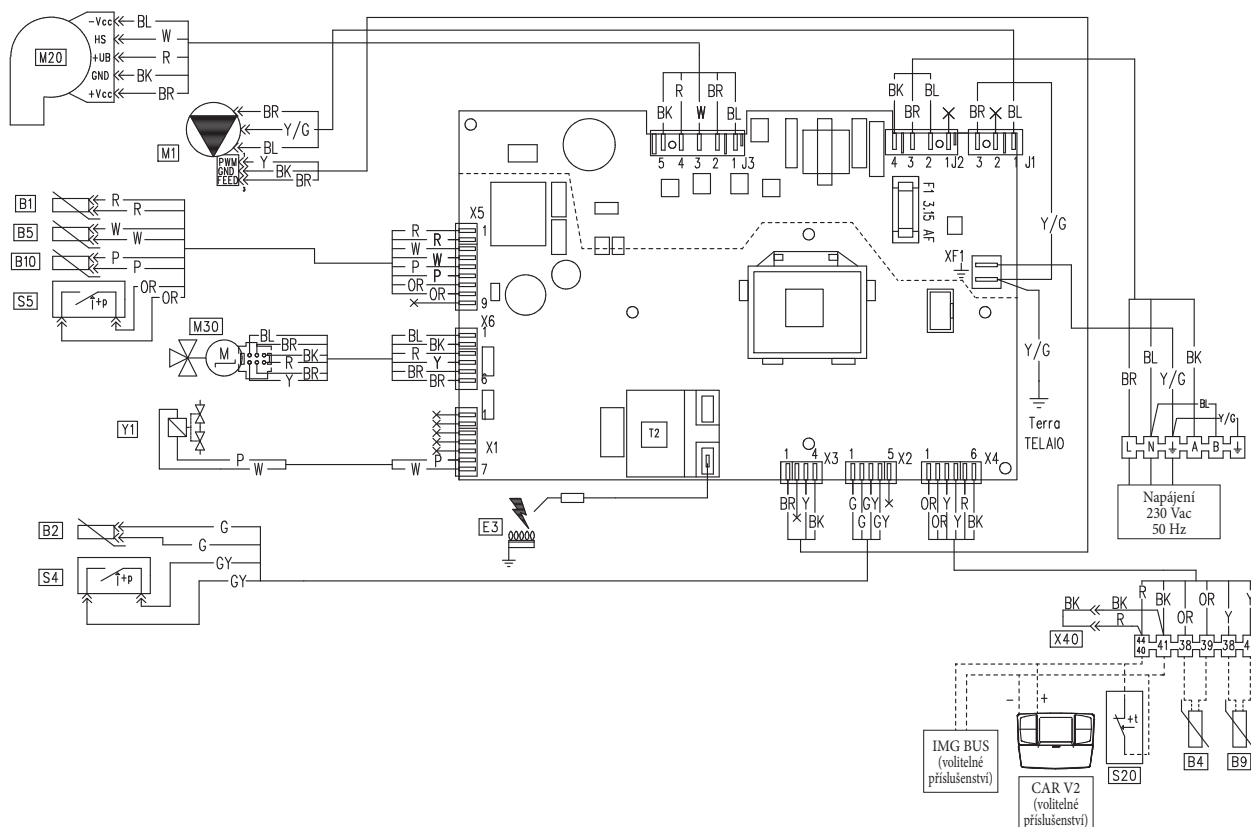 -Vcc BL
HS W
M20 +UB R
GND BK
+Vcc BR
BR
Y/G
BL
M1
PWM Y
GND BK
FEED BR
3
B1 R
R
B5 W
W
B10 P
P
S5 +p
OR
OR
X5
R 1
R
W
W
P
P
OR
OR
9
M30
M
BL
BR
BK
R
BR
Y
X6
BL 1
BK
R
Y
BR
BR 6
Y1
P
W
1
X1
P
W 7
B2 G
G
S4 +p
GY
GY
E3
T2
BK R W BR BL
5 4 3 2 1 J3
BK BR BL
4 3 2 1 J2
BR BL
3 2 1 J1
F1 3.15 AF
XF1
Y/G
Y/G
Terra
TELAIO
BR BL Y/G BK
BL
Y/G
L N A B
Napájení
230 Vac
50 Hz
1 4 X3
BR Y BK
1 5 X2
G G GY GY
1 6 X4
OR OR Y Y R BK
BK BK
R
X40
R BK OR OR Y Y
44
40 41 38 39 38 4
- +
IMG BUS
(volitelné
příslušenství)
CAR V2
(volitelné
příslušenství)
+t
S20
B4
B9